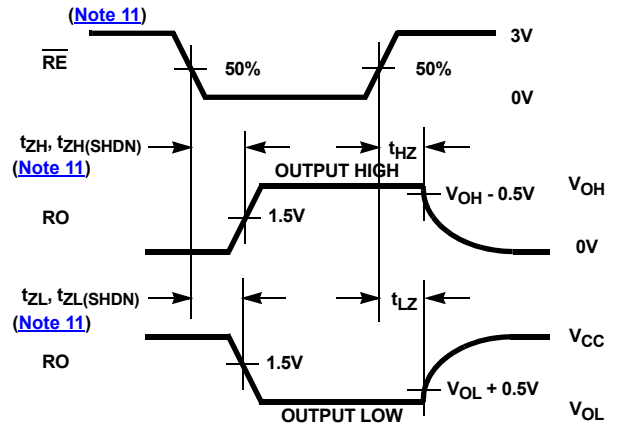 (Note 11)
RE
3V
50%
50%
0V
tZH, tZH(SHDN)
(Note 11)
tHZ
OUTPUT HIGH
VOH - 0.5V
VOH
RO
1.5V
0V
tZL, tZL(SHDN)
(Note 11)
tLZ
RO
1.5V
VCC
VOL + 0.5V
OUTPUT LOW
VOL